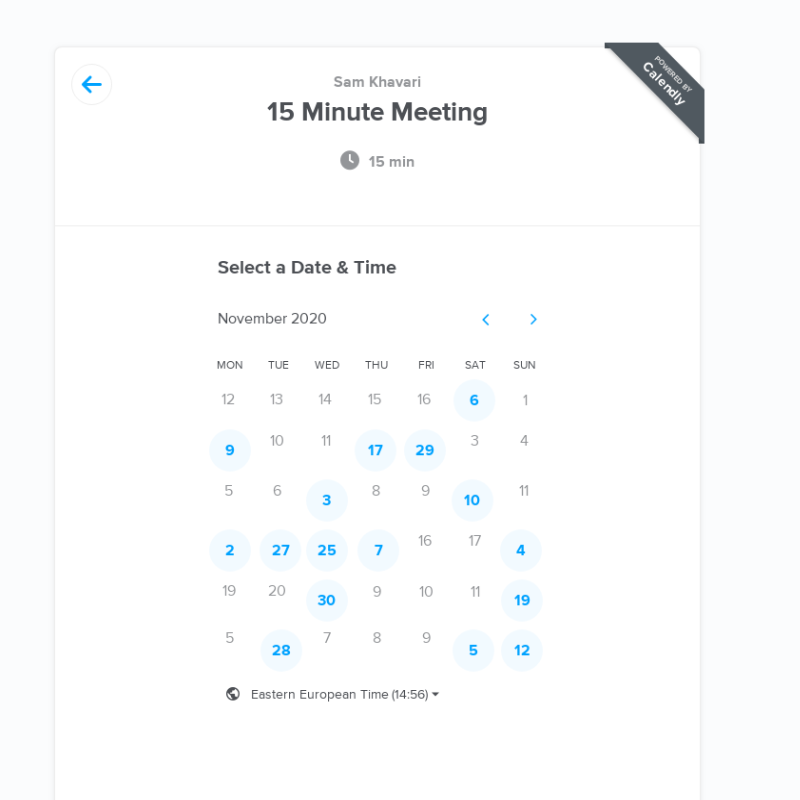 POWERED BY
Calendly
Sam Khavari
15 Minute Meeting
15 min
Select a Date & Time
November 2020
MON TUE WED THU FRI SAT SUN
12 13 14 15 16 6 1
9 10 11 17 29 3 4
5 6 3 8 9 10 11
2 27 25 7 16 17 4
19 20 30 9 10 11 19
5 28 7 8 9 5 12
Eastern European Time (14:56)